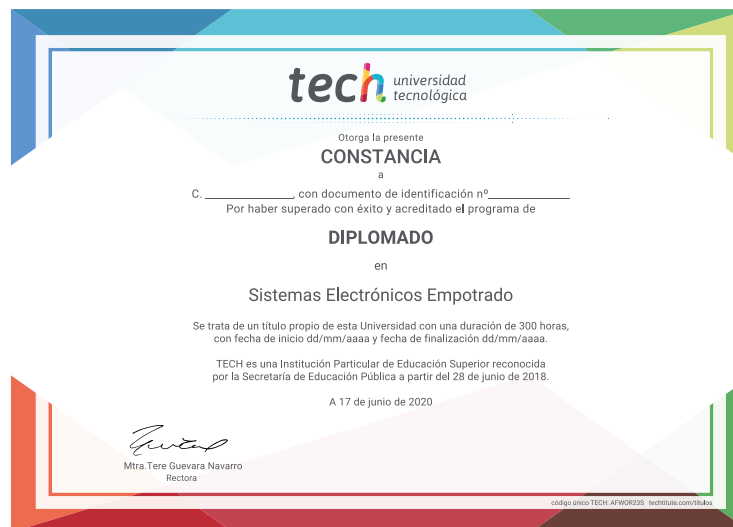 tech universidad
tecnológica
Otorga la presente
CONSTANCIA
a
C. ______________, con documento de identificación nº_____________
Por haber superado con éxito y acreditado el programa de
DIPLOMADO
en
Sistemas Electrónicos Empotrado
Se trata de un título propio de esta Universidad con una duración de 300 horas,
con fecha de inicio dd/mm/aaaa y fecha de finalización dd/mm/aaaa.
TECH es una Institución Particular de Educación Superior reconocida
por la Secretaría de Educación Pública a partir del 28 de junio de 2018.
A 17 de junio de 2020
Mtra.Tere Guevara Navarro
Rectora
código único TECH: AFWOR23S techtitute.com/titulos